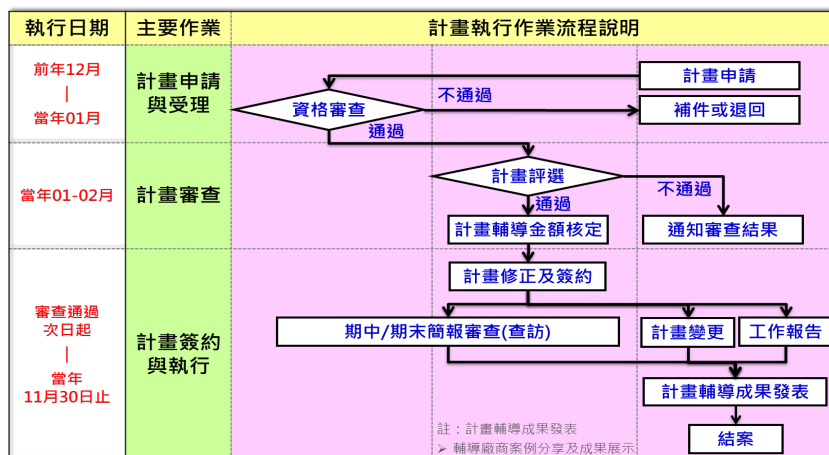 執行日期
主要作業
計畫執行作業流程說明
前年12月
|
當年01月
計畫申請
與受理
計畫申請
資格審查
不通過
補件或退回
通過
當年01-02月
計畫審查
計畫評選
不通過
通過
計畫輔導金額核定
通知審查結果
審查通過
次日起
|
當年
11月30日止
計畫簽約
與執行
計畫修正及簽約
期中/期末簡報審查(查訪)
計畫變更
工作報告
計畫輔導成果發表
結案
註：計畫輔導成果發表
➢ 輔導廠商案例分享及成果展示